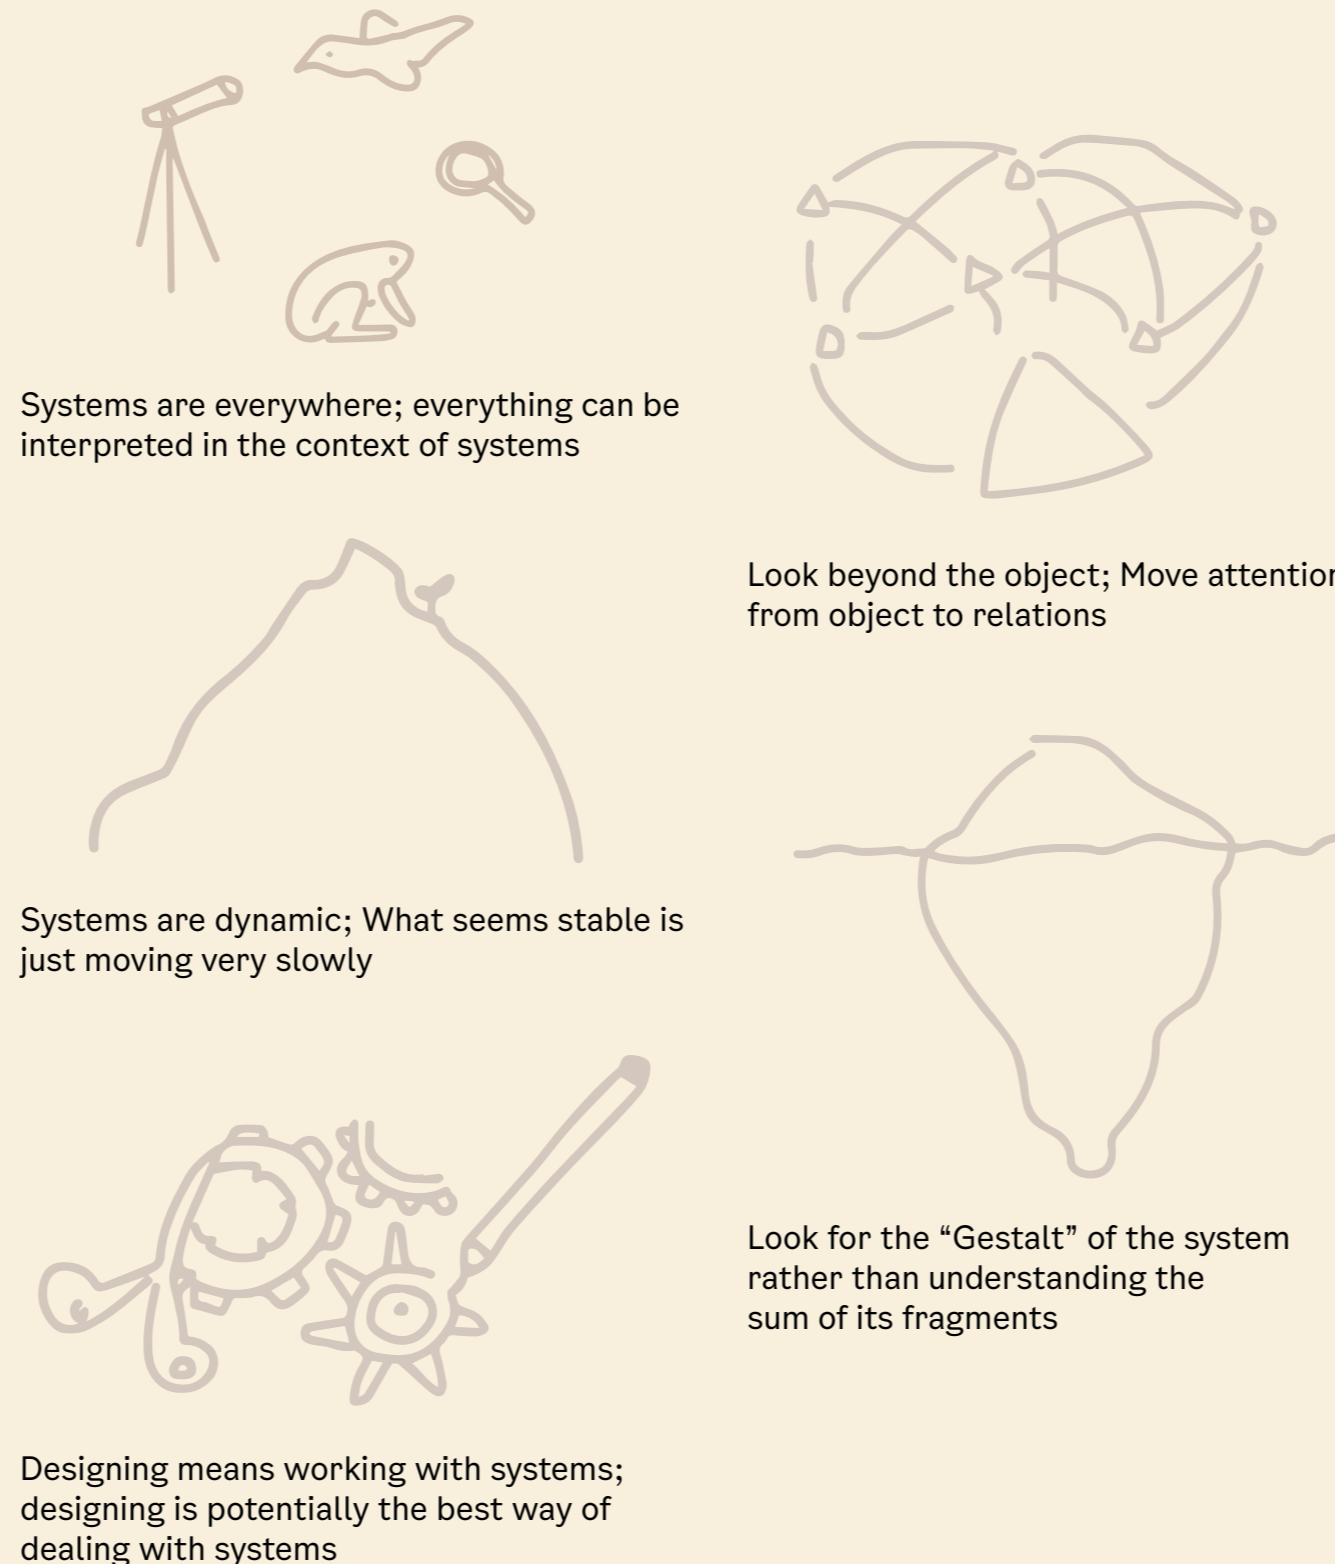 Systems are everywhere; everything can be
interpreted in the context of systems
Look beyond the object; Move attention
from object to relations
Systems are dynamic; What seems stable is
just moving very slowly
Look for the “Gestalt” of the system
rather than understanding the
sum of its fragments
Designing means working with systems;
designing is potentially the best way of
dealing with systems